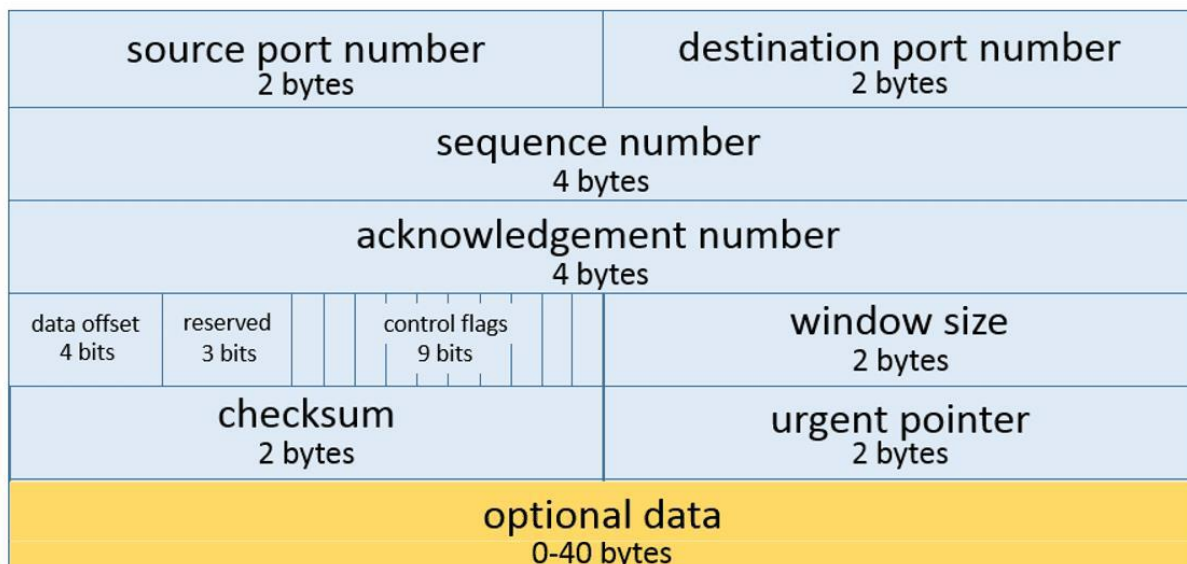 source port number
2 bytes
destination port number
2 bytes
sequence number
4 bytes
acknowledgement number
4 bytes
data offset
4 bits
reserved
3 bits
control flags
9 bits
window size
2 bytes
checksum
2 bytes
urgent pointer
2 bytes
optional data
0-40 bytes